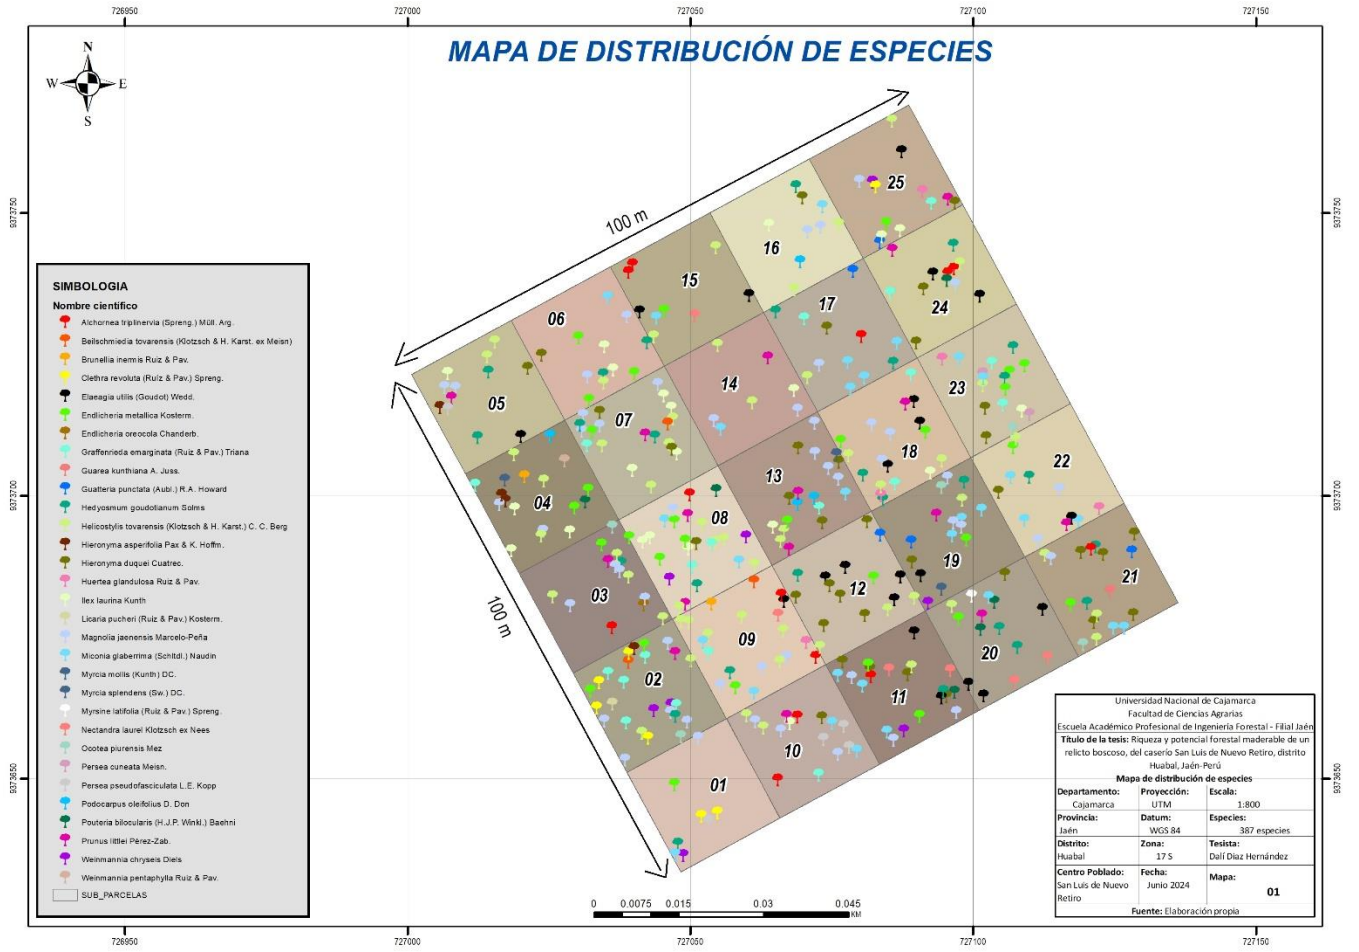 726950
727000
727050
727100
727150
MAPA DE DISTRIBUCIÓN DE ESPECIES
N
W
E
S
9373750
9373750
9373700
9373700
9373650
9373650
100 m
100 m
25
16
15
24
06
17
23
14
05
07
18
22
13
04
08
19
21
03
12
09
20
02
11
10
01
SIMBOLOGIA
Nombre científico
Alchornea triplinervia (Spreng.) Müll. Arg.
Beilschmiedia tovarensis (Klotzsch & H. Karst. ex Meisn)
Brunellia inermis Ruiz & Pav.
Clethra revoluta (Ruiz & Pav.) Spreng.
Elaeagia utilis (Goudot) Wedd.
Endlicheria metallica Kosterm.
Endlicheria oreocola Chanderb.
Graffenrieda emarginata (Ruiz & Pav.) Triana
Guarea kunthiana A. Juss.
Guatteria punctata (Aubl.) R.A. Howard
Hedyosmum goudotianum Solms
Helicostylis tovarensis (Klotzsch & H. Karst.) C. C. Berg
Hieronyma asperifolia Pax & K. Hoffm.
Hieronyma duquei Cuatrec.
Huertea glandulosa Ruiz & Pav.
Ilex laurina Kunth
Licaria pucheri (Ruiz & Pav.) Kosterm.
Magnolia jaenensis Marcelo-Peña
Miconia glaberrima (Schltdl.) Naudin
Myrcia mollis (Kunth) DC.
Myrcia splendens (Sw.) DC.
Myrsine latifolia (Ruiz & Pav.) Spreng.
Nectandra laurel Klotzsch ex Nees
Ocotea piurensis Mez
Persea cuneata Meisn.
Persea pseudofasciculata L.E. Kopp
Podocarpus oleifolius D. Don
Pouteria bilocularis (H.J.P. Winkl.) Baehni
Prunus littlei Pérez-Zab.
Weinmannia chryseis Diels
Weinmannia pentaphylla Ruiz & Pav.
SUB_PARCELAS
0 0.0075 0.015 0.03 0.045
KM
Universidad Nacional de Cajamarca
Facultad de Ciencias Agrarias
Escuela Académico Profesional de Ingeniería Forestal - Filial Jaén
Título de la tesis: Riqueza y potencial forestal maderable de un
relicto boscoso, del caserío San Luis de Nuevo Retiro, distrito
Huabal, Jaén-Perú
Mapa de distribución de especies
Departamento: Proyección: Escala:
Cajamarca UTM 1:800
Provincia: Datum: Especies:
Jaén WGS 84 387 especies
Distrito: Zona: Tesista:
Huabal 17 S Dalí Diaz Hernández
Centro Poblado: Fecha: Mapa:
San Luis de Nuevo Junio 2024
Retiro 01
Fuente: Elaboración propia
726950
727000
727050
727100
727150